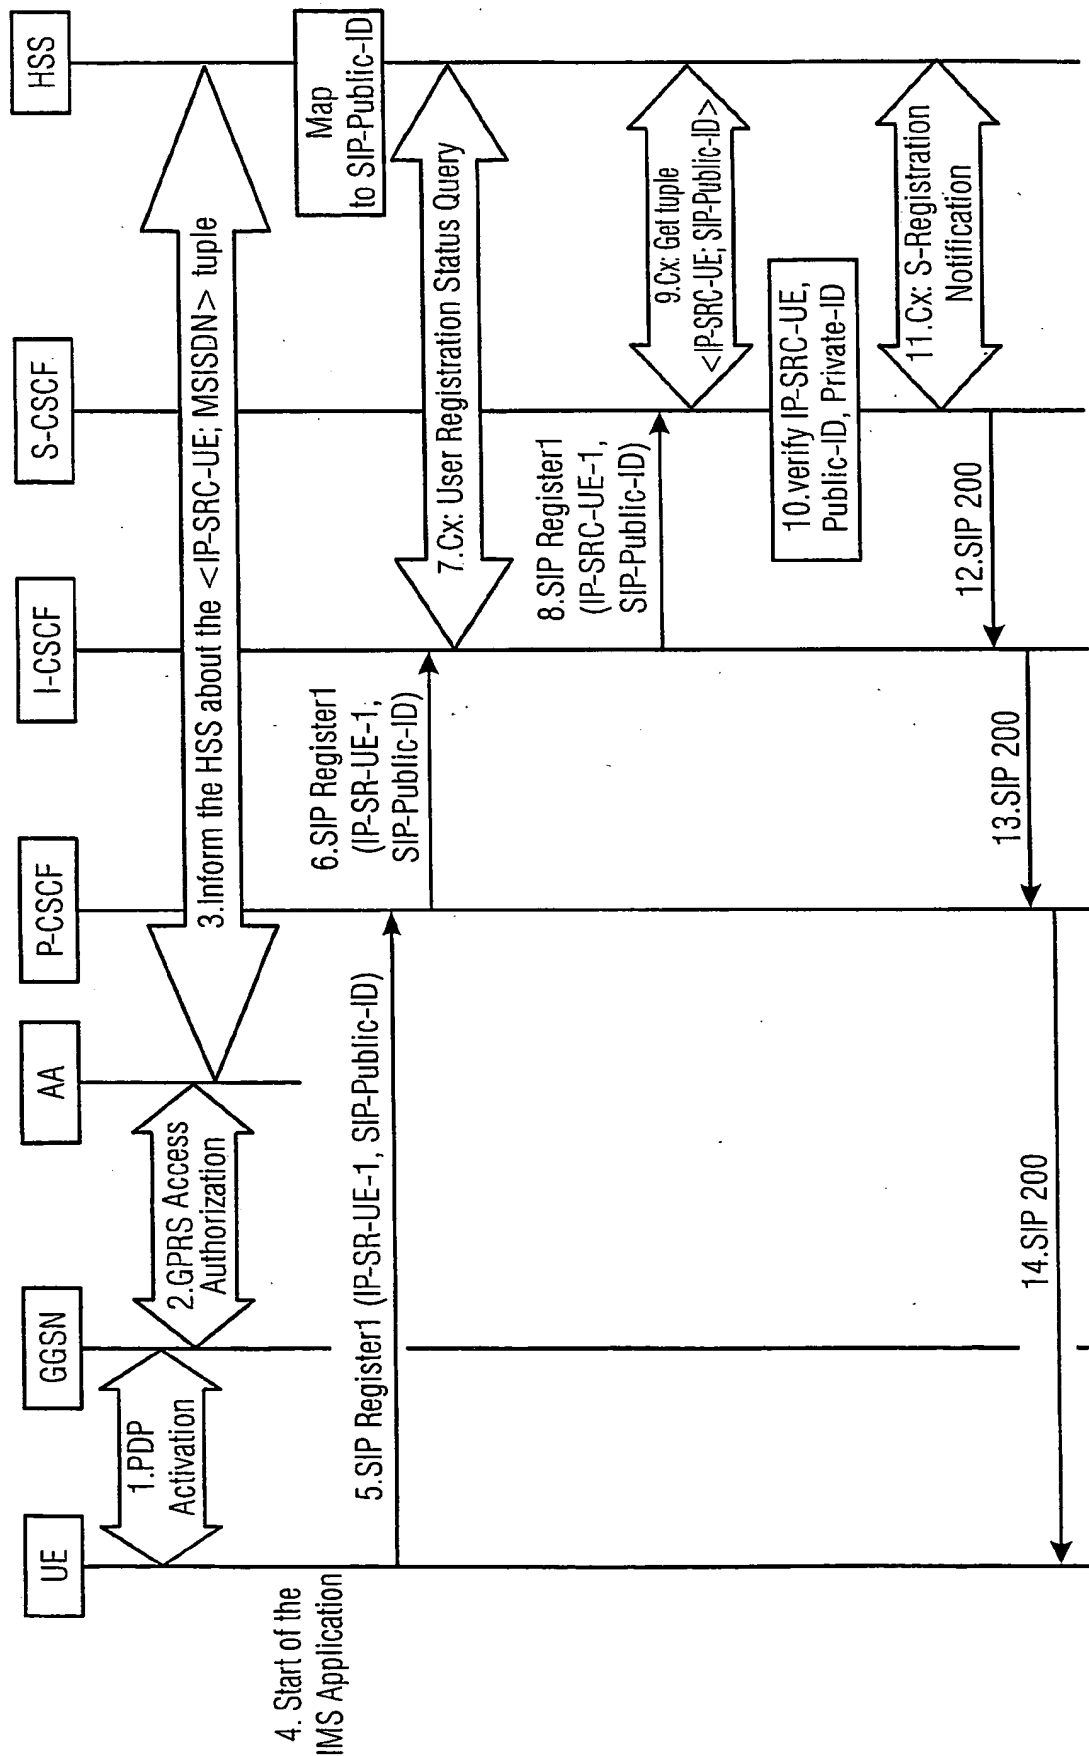 UE
GGSN
AA
P-CSCF
I-CSCF
S-CSCF
HSS
1.PDP
Activation
2.GPRS Access
Authorization
3.Inform the HSS about the <IP-SRC-UE; MSISDN> tuple
4. Start of the
IMS Application
Map
to SIP-Public-ID
5.SIP Register1 (IP-SR-UE-1, SIP-Public-ID)
6.SIP Register1
(IP-SR-UE-1,
SIP-Public-ID)
7.Cx: User Registration Status Query
8.SIP Register1
(IP-SRC-UE-1,
SIP-Public-ID)
9.Cx: Get tuple
<IP-SRC-UE; SIP-Public-ID>
10.verify IP-SRC-UE,
Public-ID, Private-ID
11.Cx: S-Registration
Notification
12.SIP 200
13.SIP 200
14.SIP 200